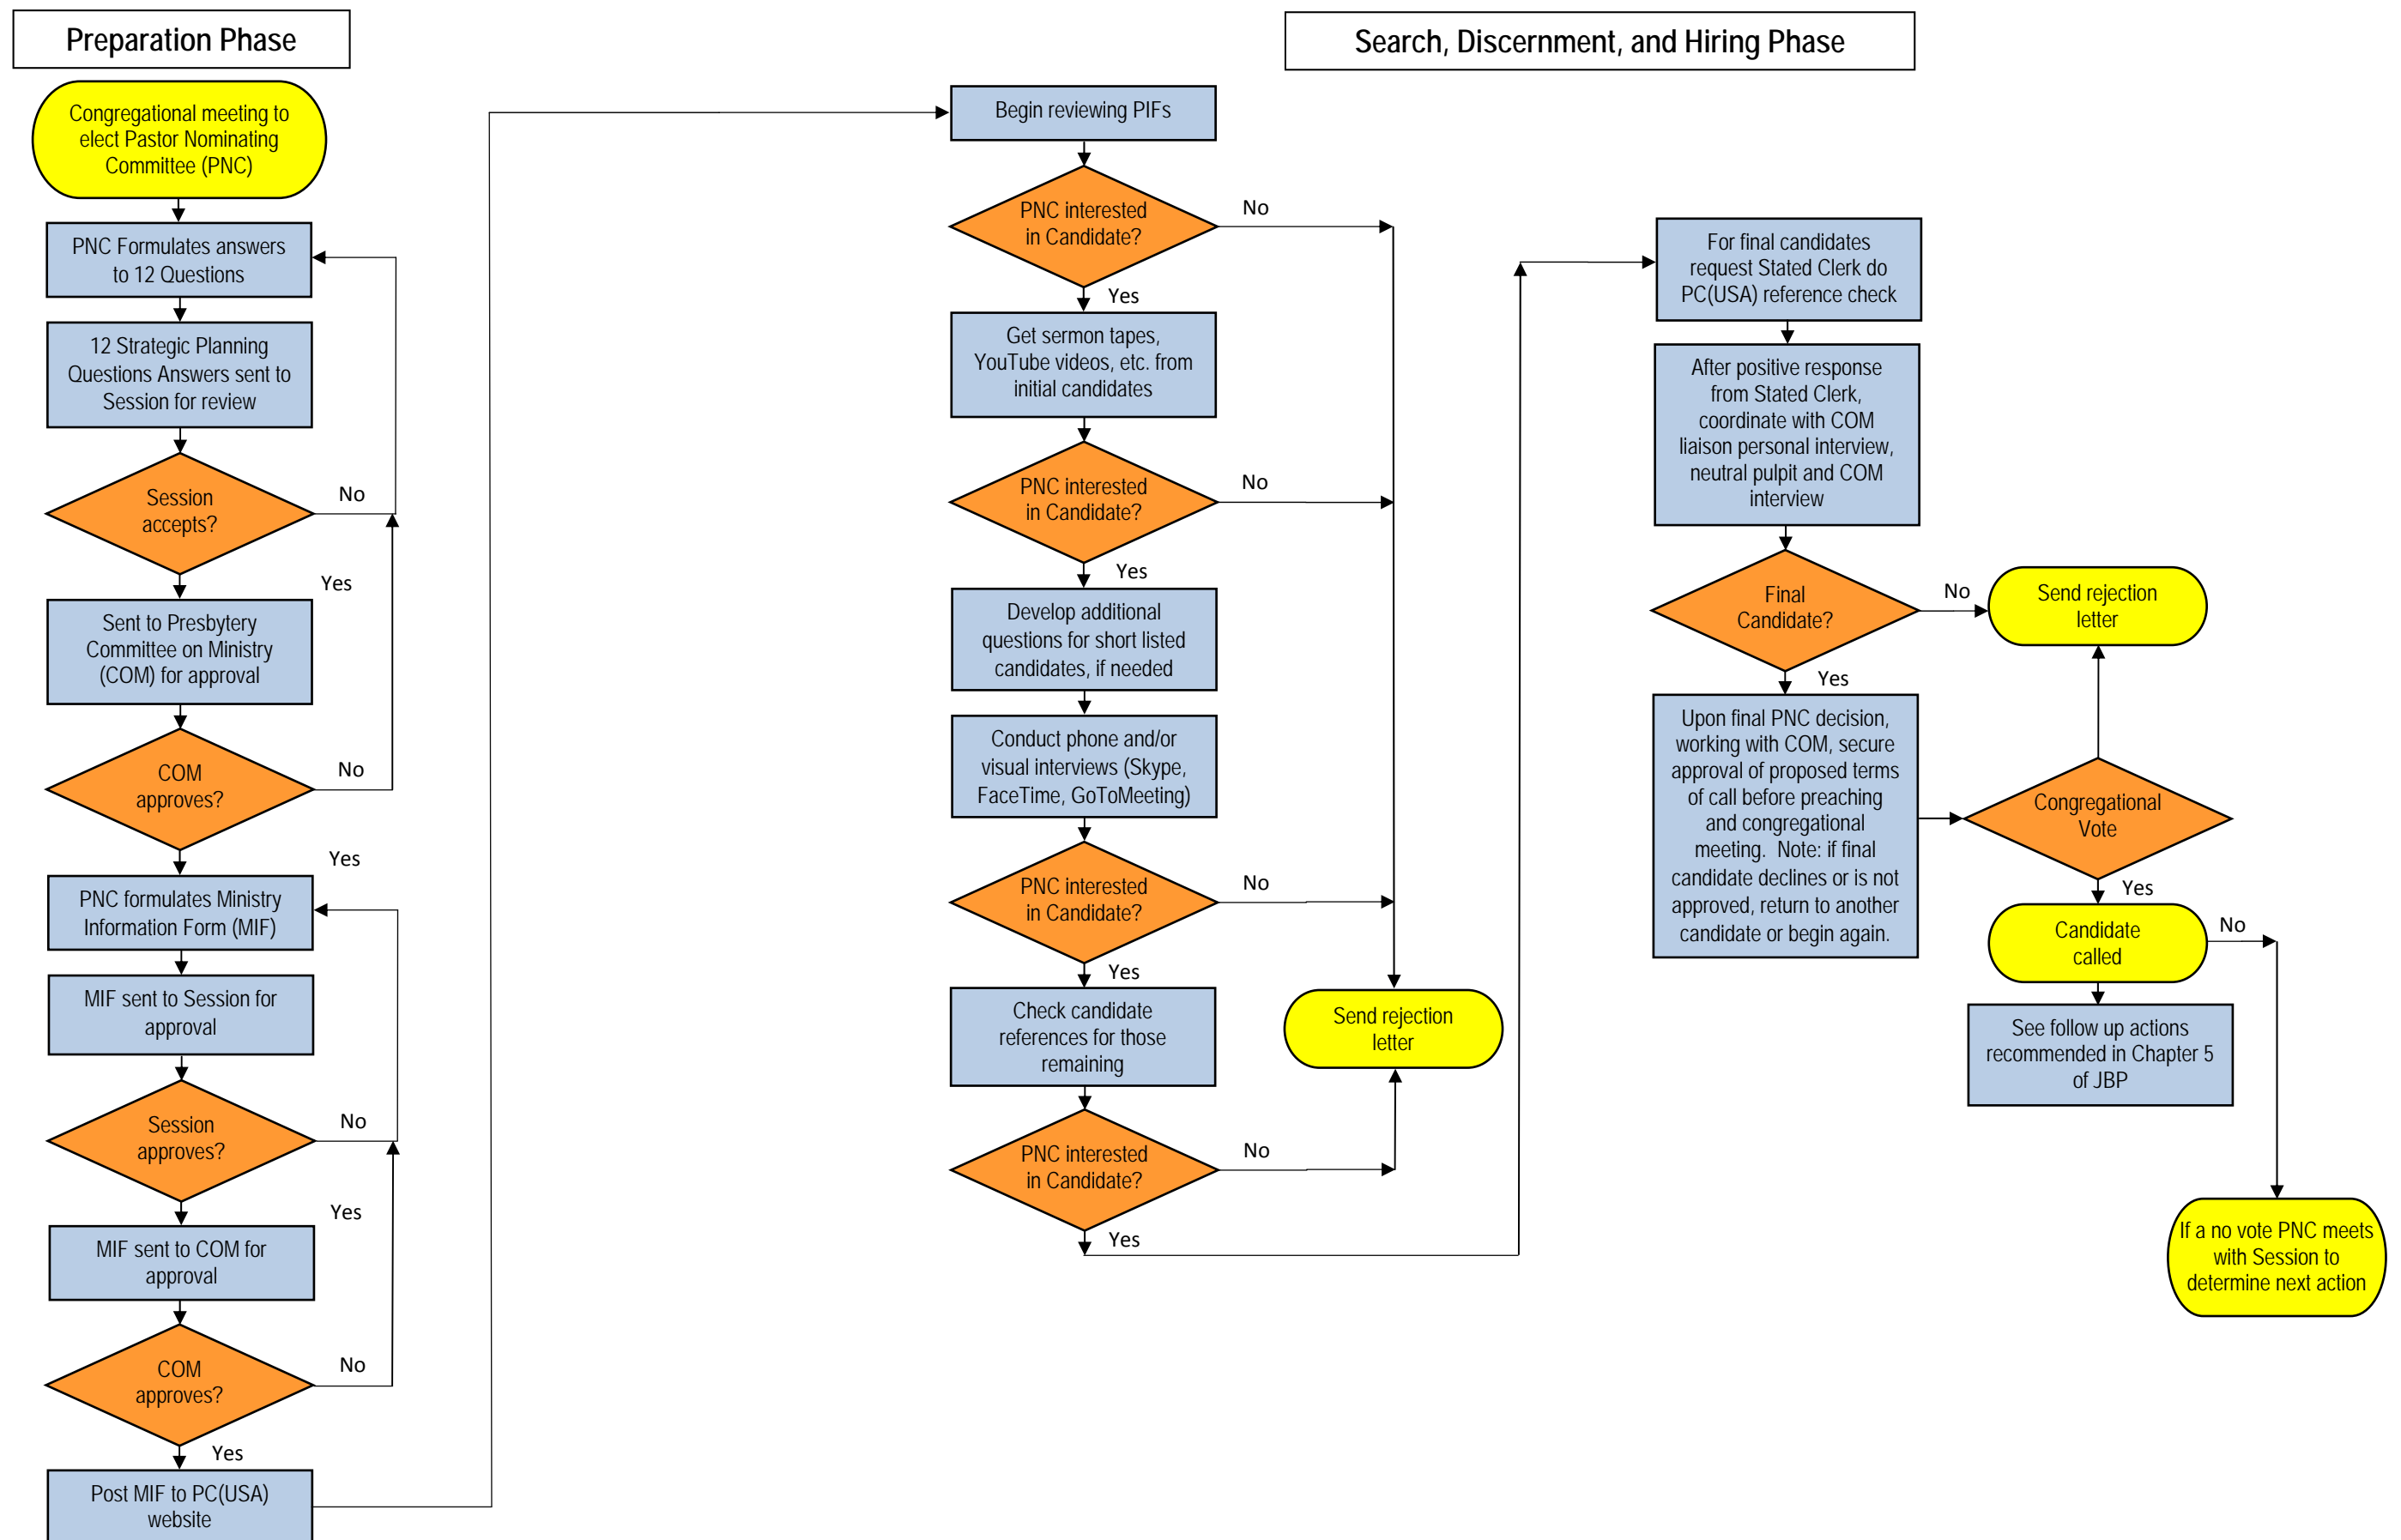 Preparation Phase
Congregational meeting to
elect Pastor Nominating
Committee (PNC)
PNC Formulates answers
to 12 Questions
12 Strategic Planning
Questions Answers sent to
Session for review
Session
accepts?
No
Yes
Sent to Presbytery
Committee on Ministry
(COM) for approval
COM
approves?
No
Yes
PNC formulates Ministry
Information Form (MIF)
MIF sent to Session for
approval
Session
approves?
No
Yes
MIF sent to COM for
approval
COM
approves?
No
Yes
Post MIF to PC(USA)
website
Search, Discernment, and Hiring Phase
Begin reviewing PIFs
PNC interested
in Candidate?
No
Yes
Get sermon tapes,
YouTube videos, etc. from
initial candidates
PNC interested
in Candidate?
No
Yes
Develop additional
questions for short listed
candidates, if needed
Conduct phone and/or
visual interviews (Skype,
FaceTime, GoToMeeting)
PNC interested
in Candidate?
No
Yes
Check candidate
references for those
remaining
Send rejection
letter
PNC interested
in Candidate?
No
Yes
For final candidates
request Stated Clerk do
PC(USA) reference check
After positive response
from Stated Clerk,
coordinate with COM
liaison personal interview,
neutral pulpit and COM
interview
Final
Candidate?
No
Send rejection
letter
Yes
Upon final PNC decision,
working with COM, secure
approval of proposed terms
of call before preaching
and congregational
meeting.  Note: if final
candidate declines or is not
approved, return to another
candidate or begin again.
Congregational
Vote
Yes
Candidate
called
No
See follow up actions
recommended in Chapter 5
of JBP
If a no vote PNC meets
with Session to
determine next action